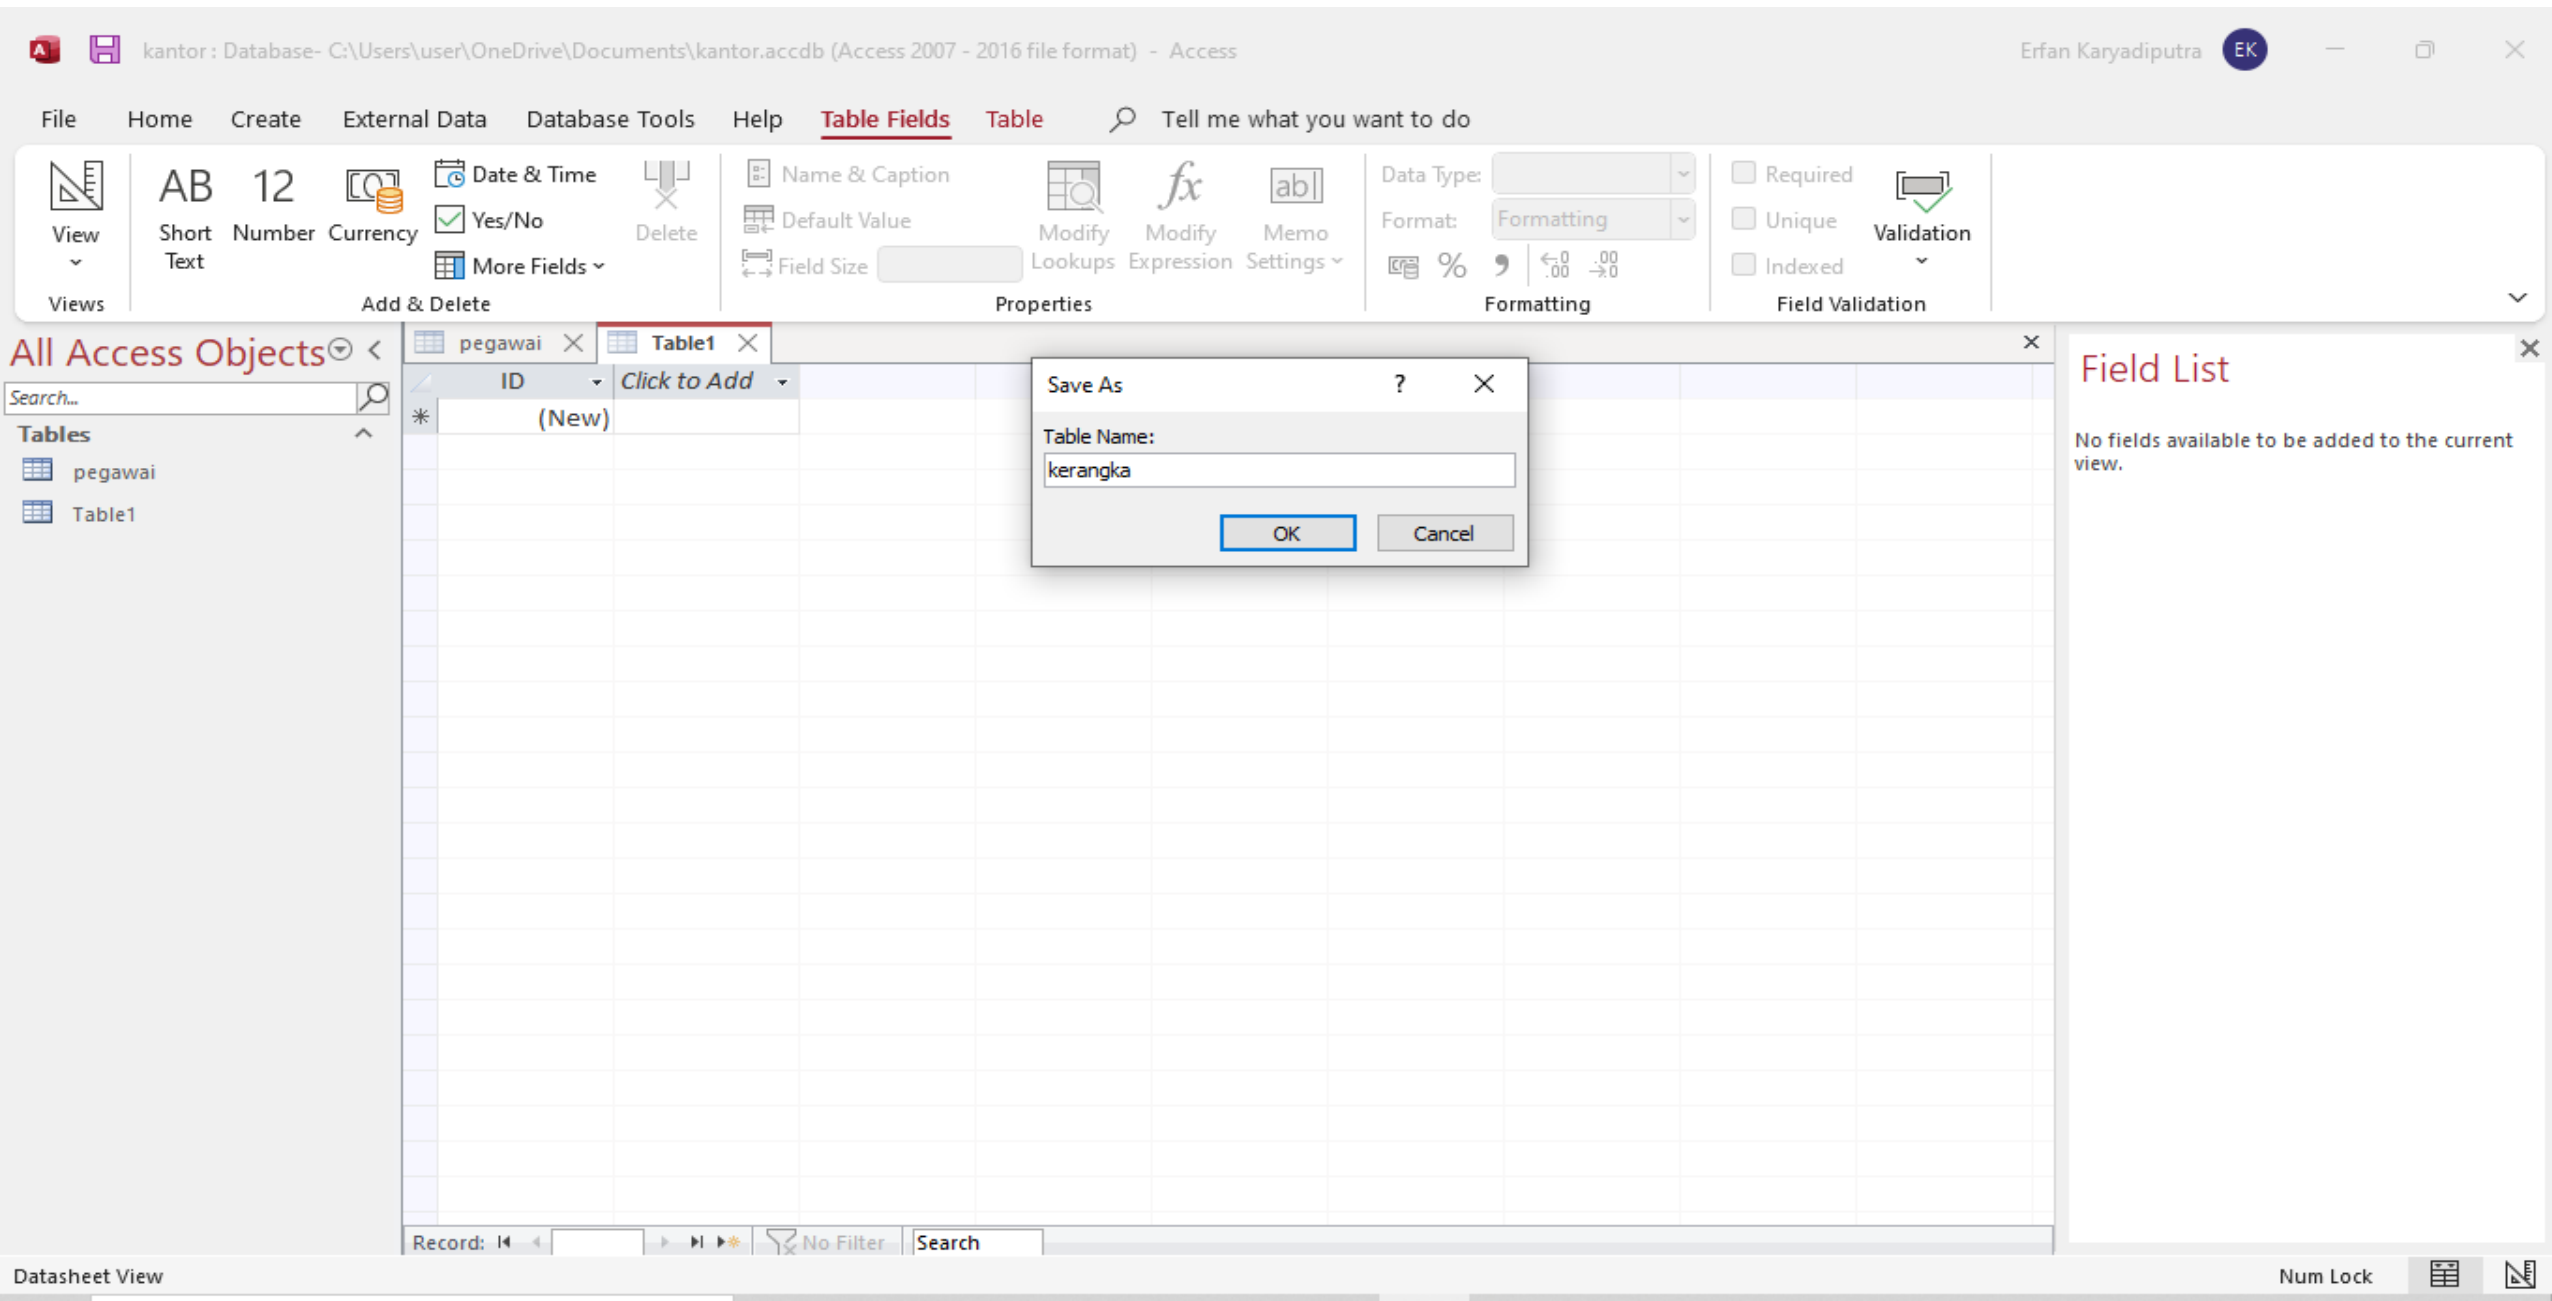 kantor : Database- C:\Users\user\OneDrive\Documents\kantor.accdb (Access 2007 - 2016 file format) - Access
Erfan Karyadiputra EK
File Home Create External Data Database Tools Help Table Fields Table Tell me what you want to do
View
Views
AB
Short
Text
12
Number
Currency
Date & Time
Yes/No
More Fields
Delete
Add & Delete
Name & Caption
Default Value
Field Size
Modify
Lookups
fx
Modify
Expression
ab
Memo
Settings
Properties
Data Type:
Format: Formatting
% 9 .00 .00
Formatting
Required
Unique
Indexed
Validation
Field Validation
All Access Objects
Search...
Tables
pegawai
Table1
pegawai Table1
ID Click to Add
(New)
Save As ?
Table Name:
kerangka
OK Cancel
Field List
No fields available to be added to the current
view.
Record: No Filter Search
Datasheet View
Num Lock